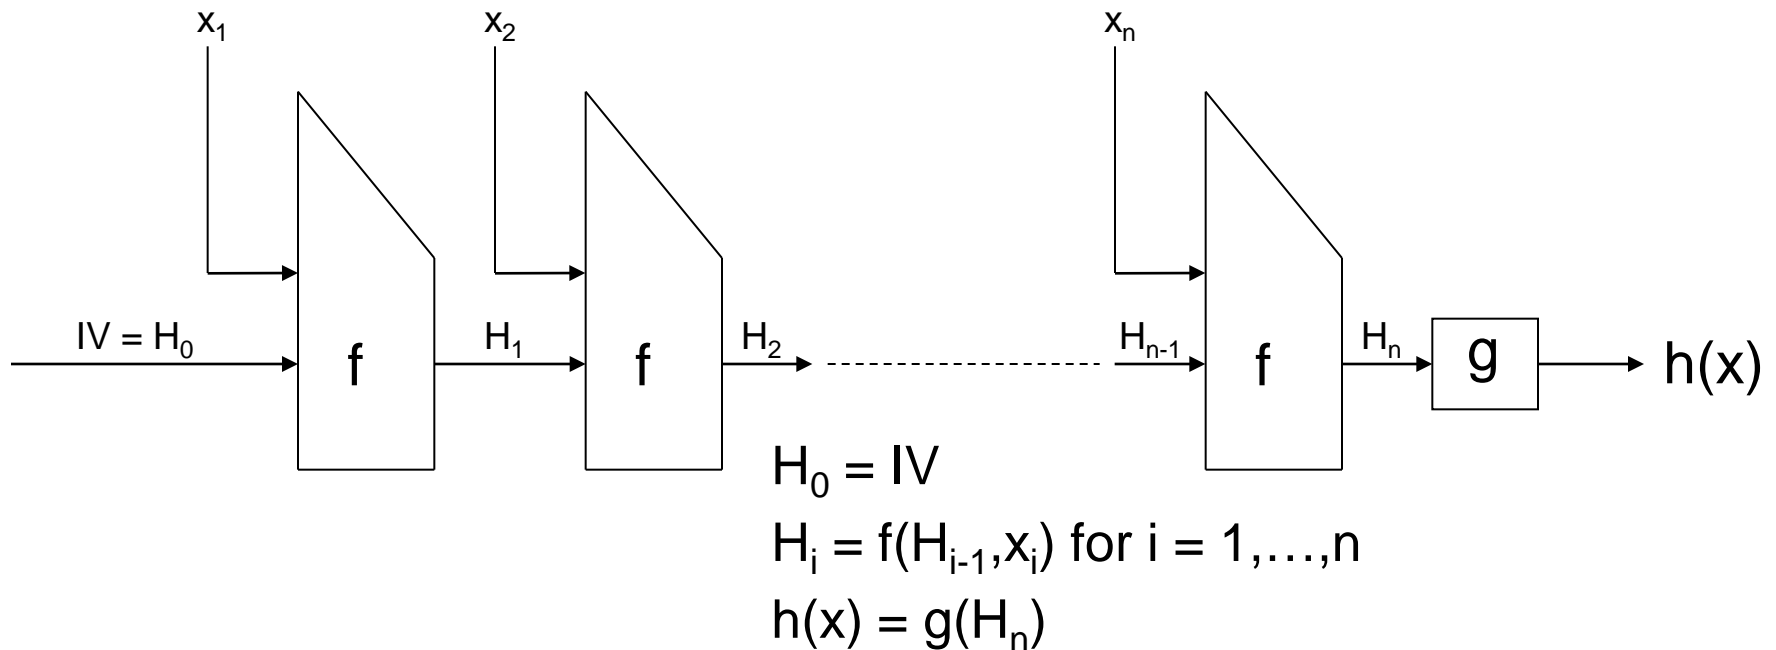 x₁ x₂ xₙ
IV = H₀ H₁ H₂ Hₙ₋₁ Hₙ
f f f g h(x)
H₀ = IV
Hᵢ = f(Hᵢ₋₁,xᵢ) for i = 1,…,n
h(x) = g(Hₙ)